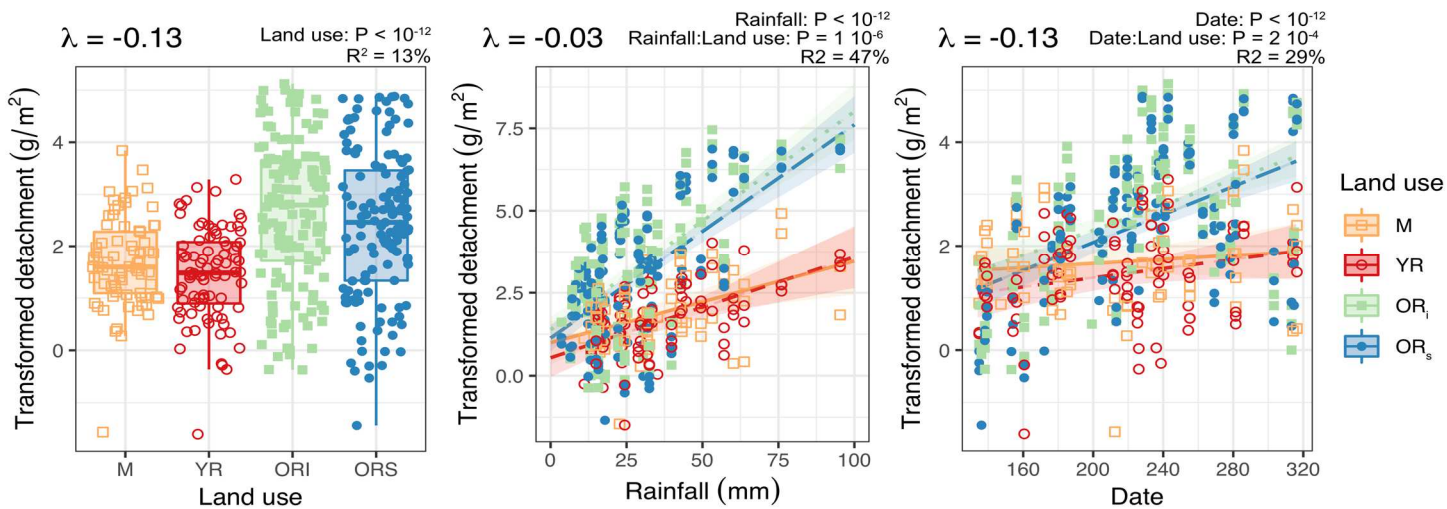 λ = -0.13
Land use: P < 10⁻¹²
R² = 13%
Transformed detachment (g/m²)
4
2
0
M
YR
ORI
ORS
Land use
λ = -0.03
Rainfall: P < 10⁻¹²
Rainfall:Land use: P = 1 10⁻⁶
R2 = 47%
Transformed detachment (g/m²)
7.5
5.0
2.5
0.0
0
25
50
75
100
Rainfall (mm)
λ = -0.13
Date: P < 10⁻¹²
Date:Land use: P = 2 10⁻⁴
R2 = 29%
Transformed detachment (g/m²)
4
2
0
160
200
240
280
320
Date
Land use
M
YR
ORᵢ
ORₛ